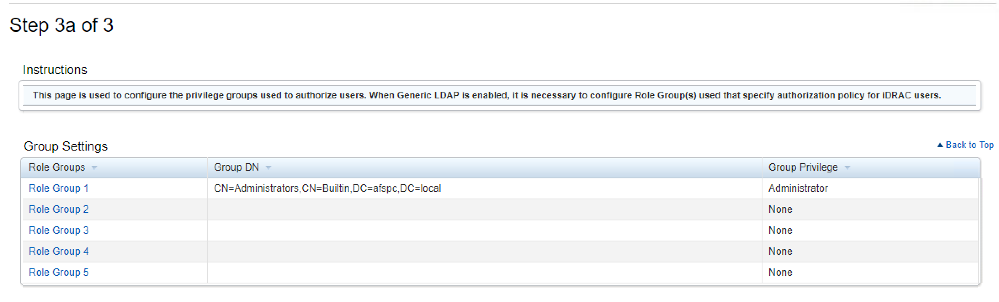 Step 3a of 3
Instructions
This page is used to configure the privilege groups used to authorize users. When Generic LDAP is enabled, it is necessary to configure Role Group(s) used that specify authorization policy for iDRAC users.
Group Settings
Back to Top
Role Groups Group DN Group Privilege
Role Group 1 CN=Administrators,CN=Builtin,DC=afspc,DC=local Administrator
Role Group 2 None
Role Group 3 None
Role Group 4 None
Role Group 5 None